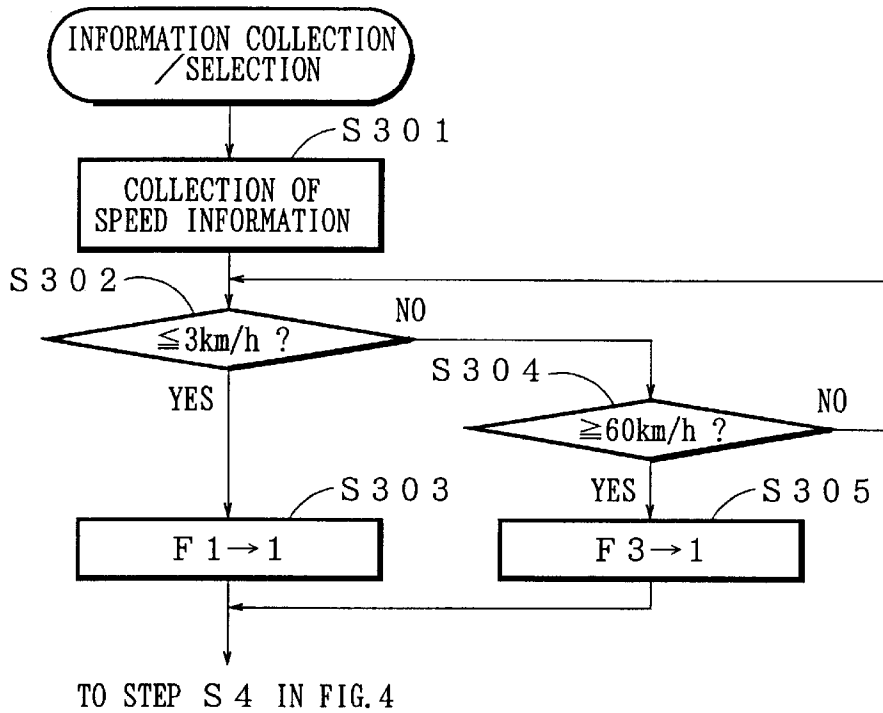 INFORMATION COLLECTION
/SELECTION
S301
COLLECTION OF
SPEED INFORMATION
S302
≦3km/h ?
NO
YES
S304
≧60km/h ?
NO
YES
S303
F1→1
S305
F3→1
TO STEP S4 IN FIG.4